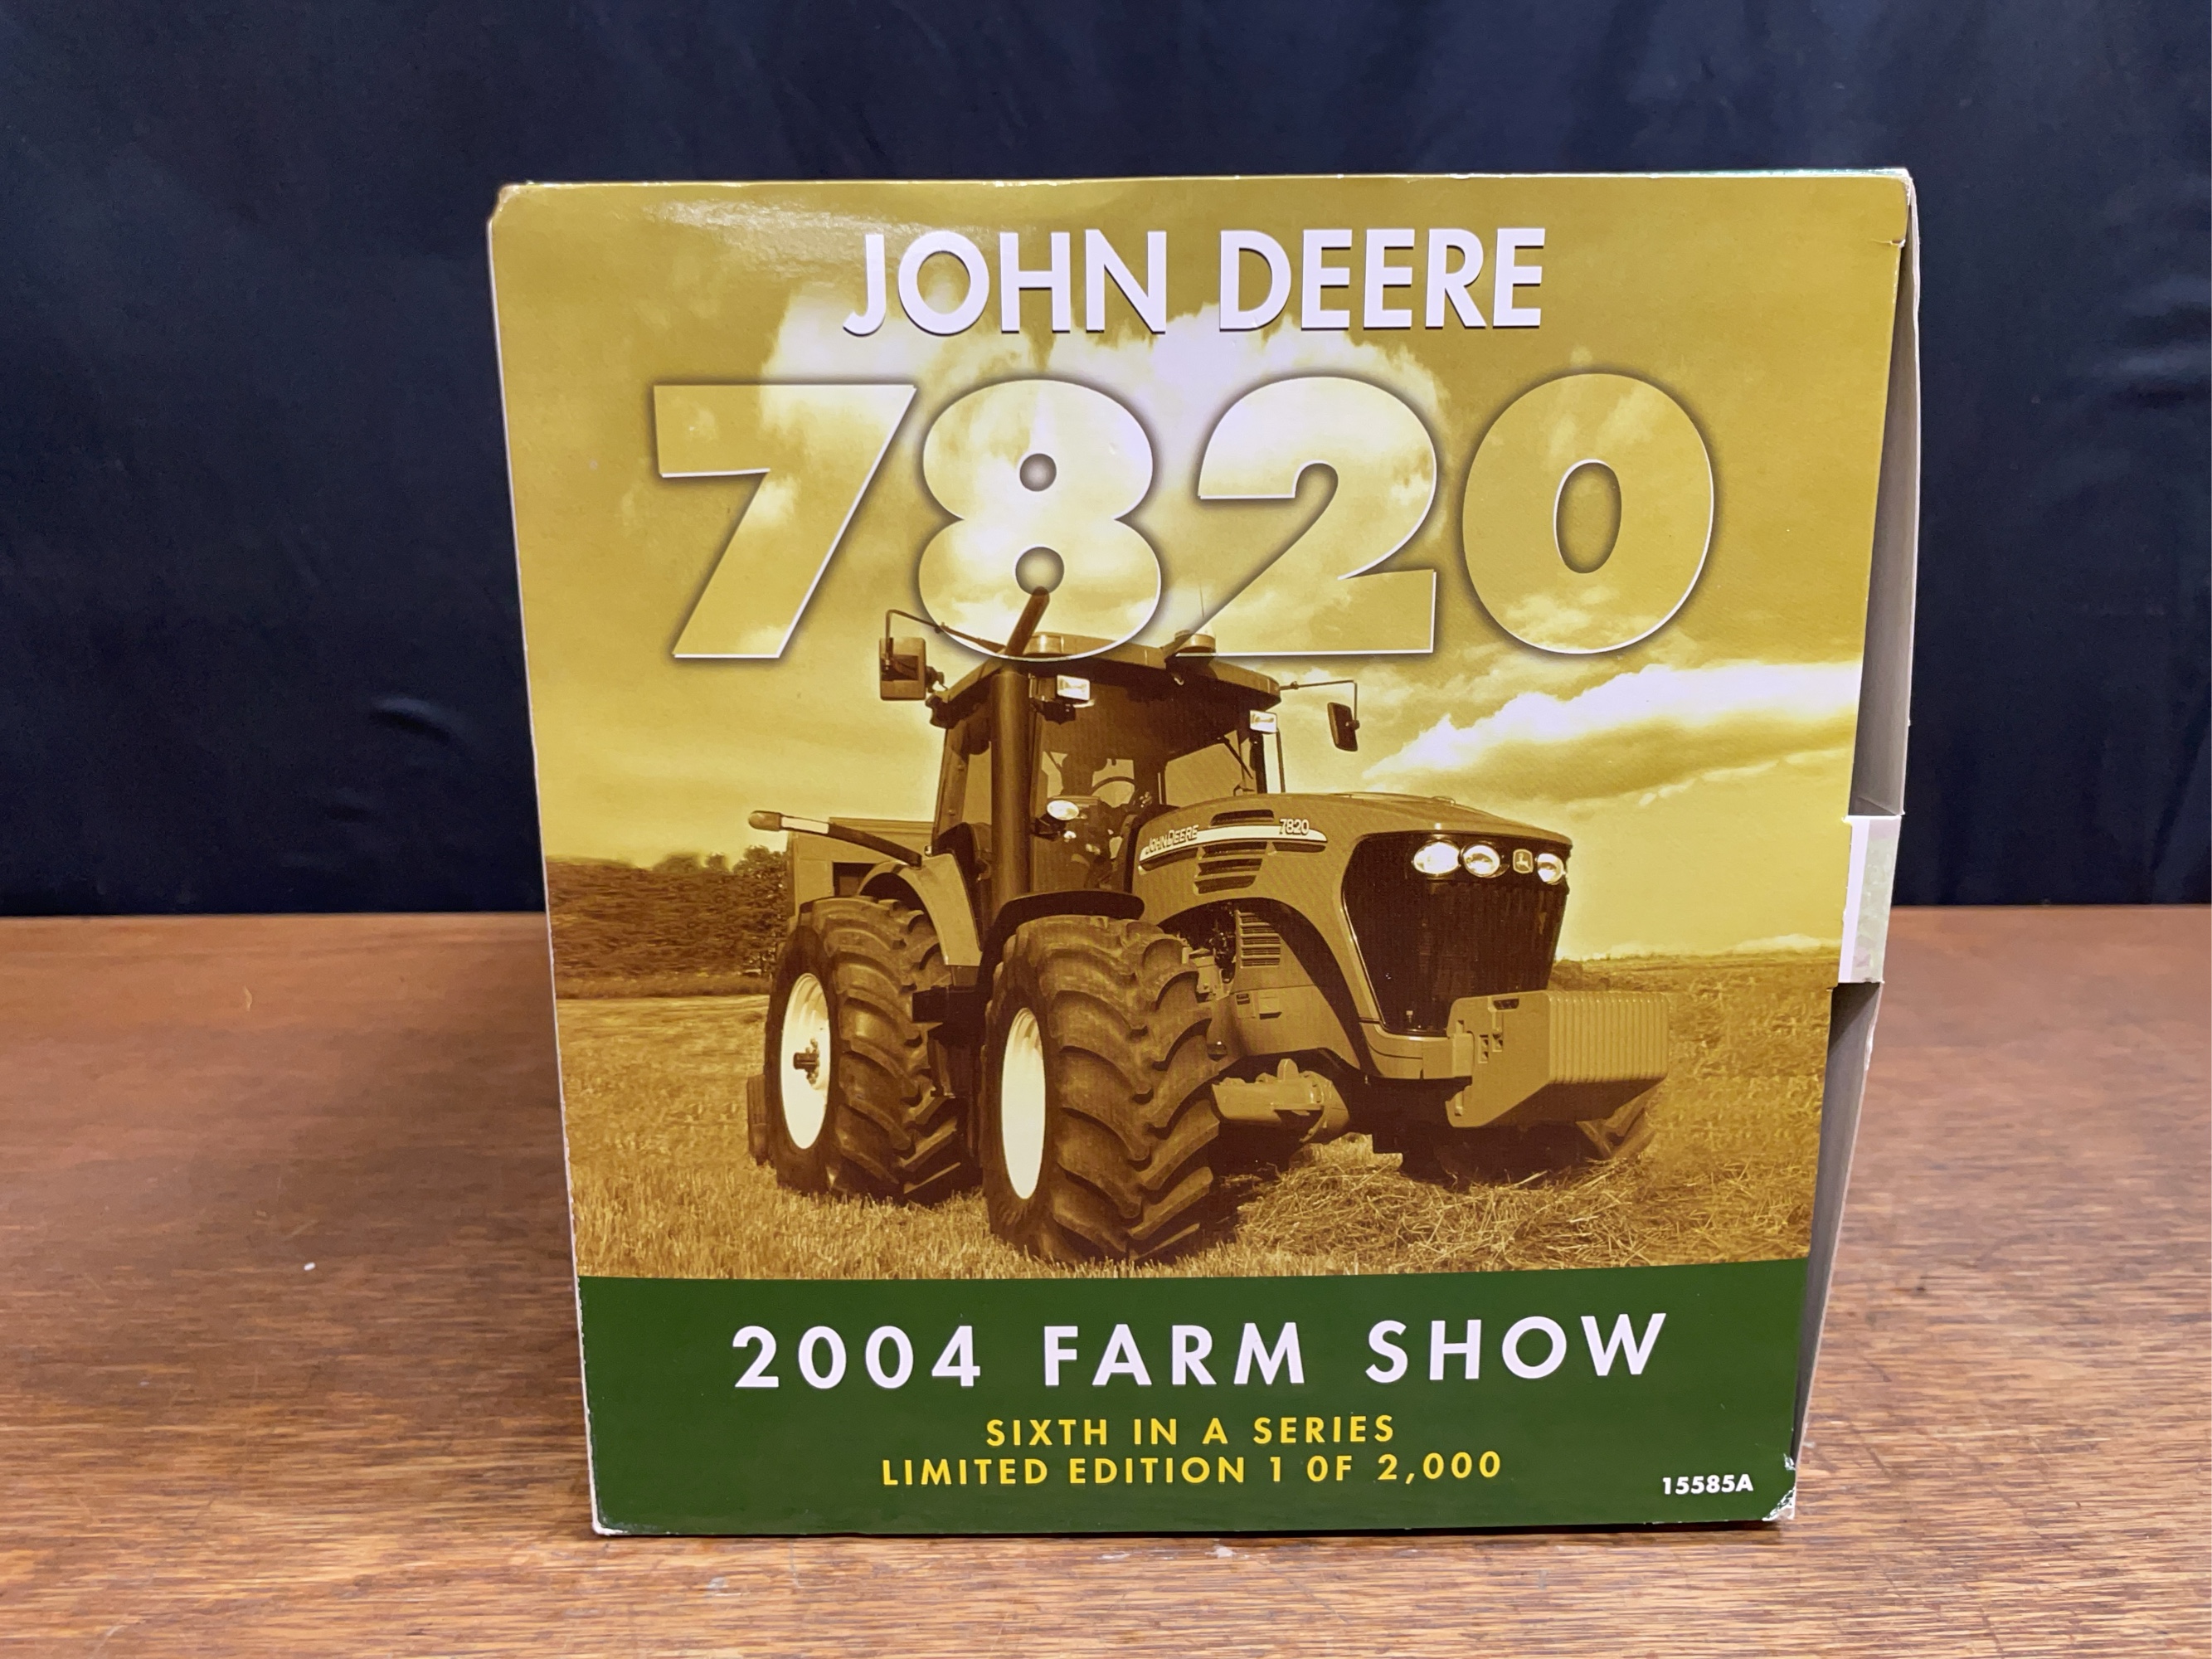 JOHN DEERE
7820
JOHN DEERE 7820
2004 FARM SHOW
SIXTH IN A SERIES
LIMITED EDITION 1 OF 2,000
15585A